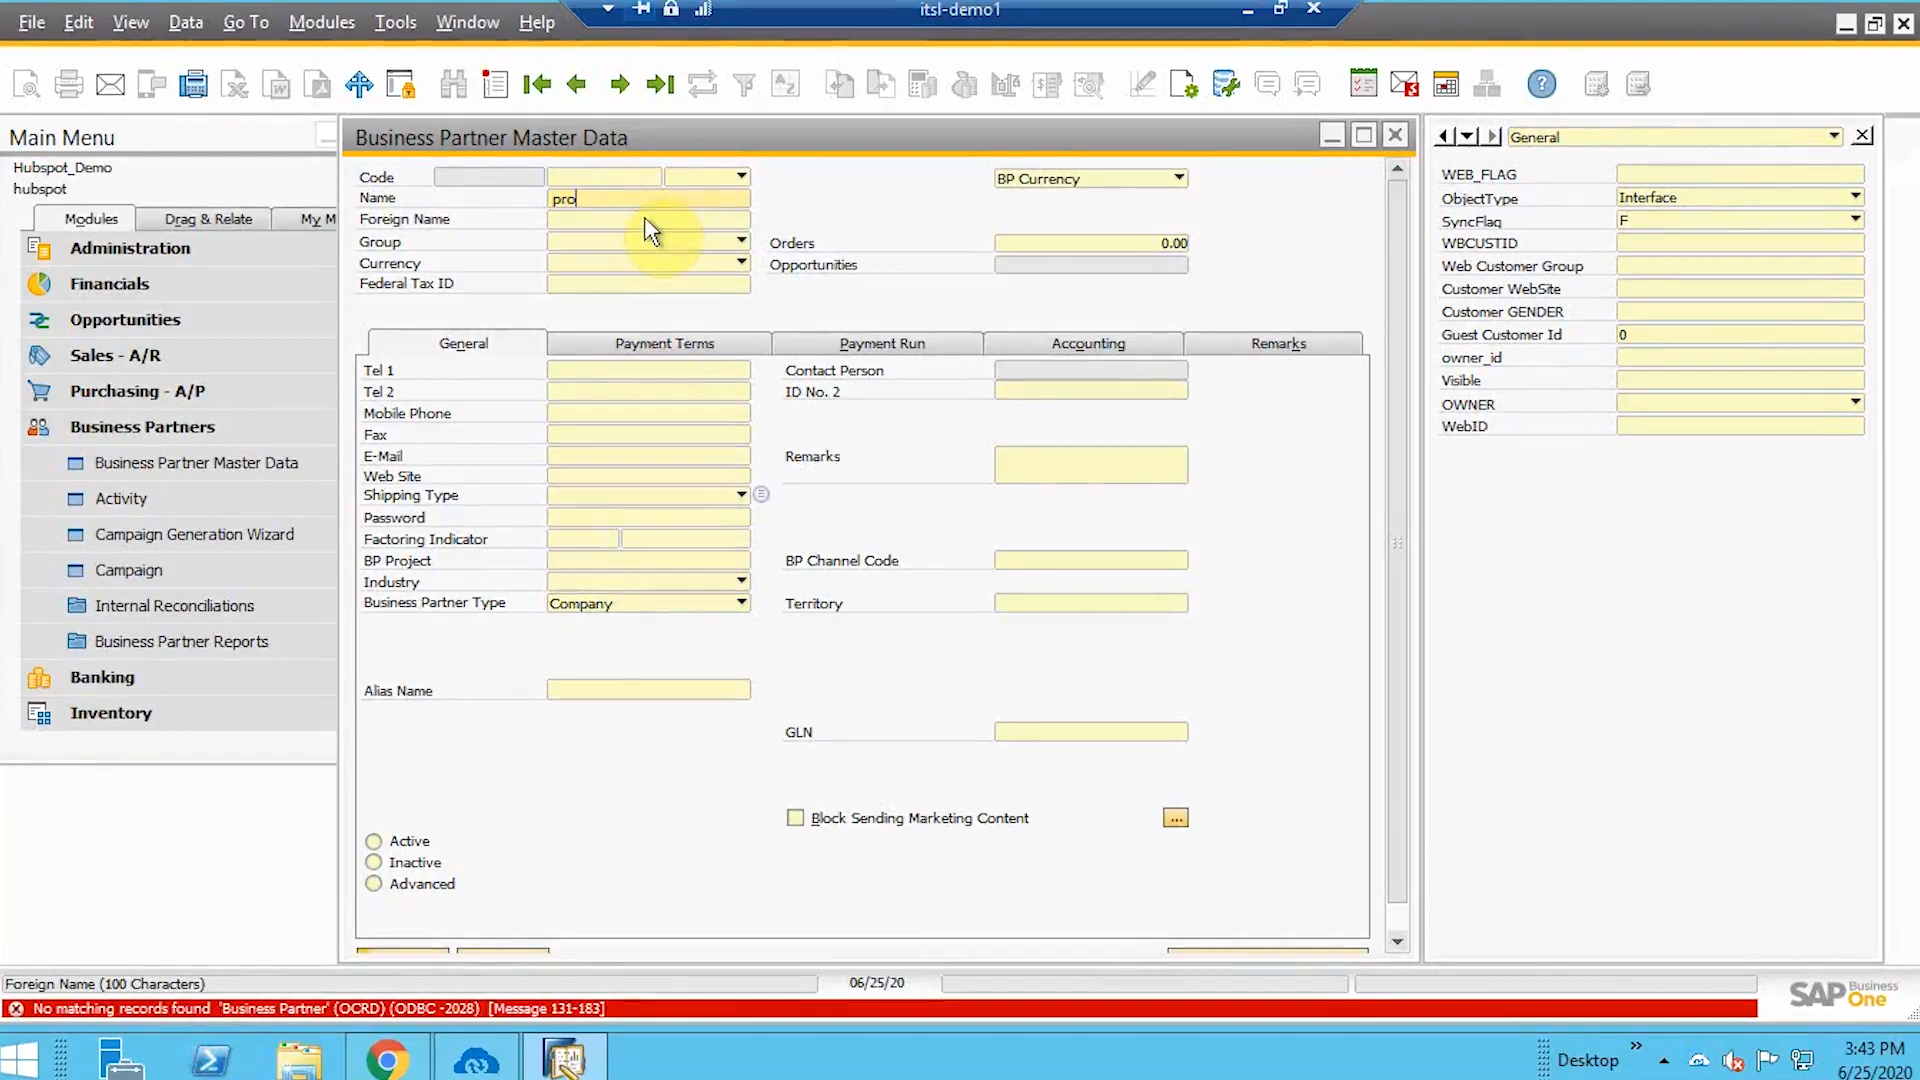 itsl-demo1
File Edit View Data Go To Modules Tools Window Help
Main Menu
Hubspot_Demo
hubspot
Modules Drag & Relate My M
Administration
Financials
Opportunities
Sales - A/R
Purchasing - A/P
Business Partners
Business Partner Master Data
Activity
Campaign Generation Wizard
Campaign
Internal Reconciliations
Business Partner Reports
Banking
Inventory
Business Partner Master Data
Code
Name pro
Foreign Name
Group
Currency
Federal Tax ID
BP Currency
Orders 0.00
Opportunities
General Payment Terms Payment Run Accounting Remarks
Tel 1
Tel 2
Mobile Phone
Fax
E-Mail
Web Site
Shipping Type
Password
Factoring Indicator
BP Project
Industry
Business Partner Type Company
Alias Name
Contact Person
ID No. 2
Remarks
BP Channel Code
Territory
GLN
Block Sending Marketing Content ...
Active
Inactive
Advanced
General
WEB_FLAG
ObjectType Interface
SyncFlag F
WBCUSTID
Web Customer Group
Customer WebSite
Customer GENDER
Guest Customer Id 0
owner_id
Visible
OWNER
WebID
Foreign Name (100 Characters) 06/25/20
No matching records found 'Business Partner' (OCRD) (ODBC -2028) [Message 131-183]
SAP Business One
Desktop
3:43 PM
6/25/2020